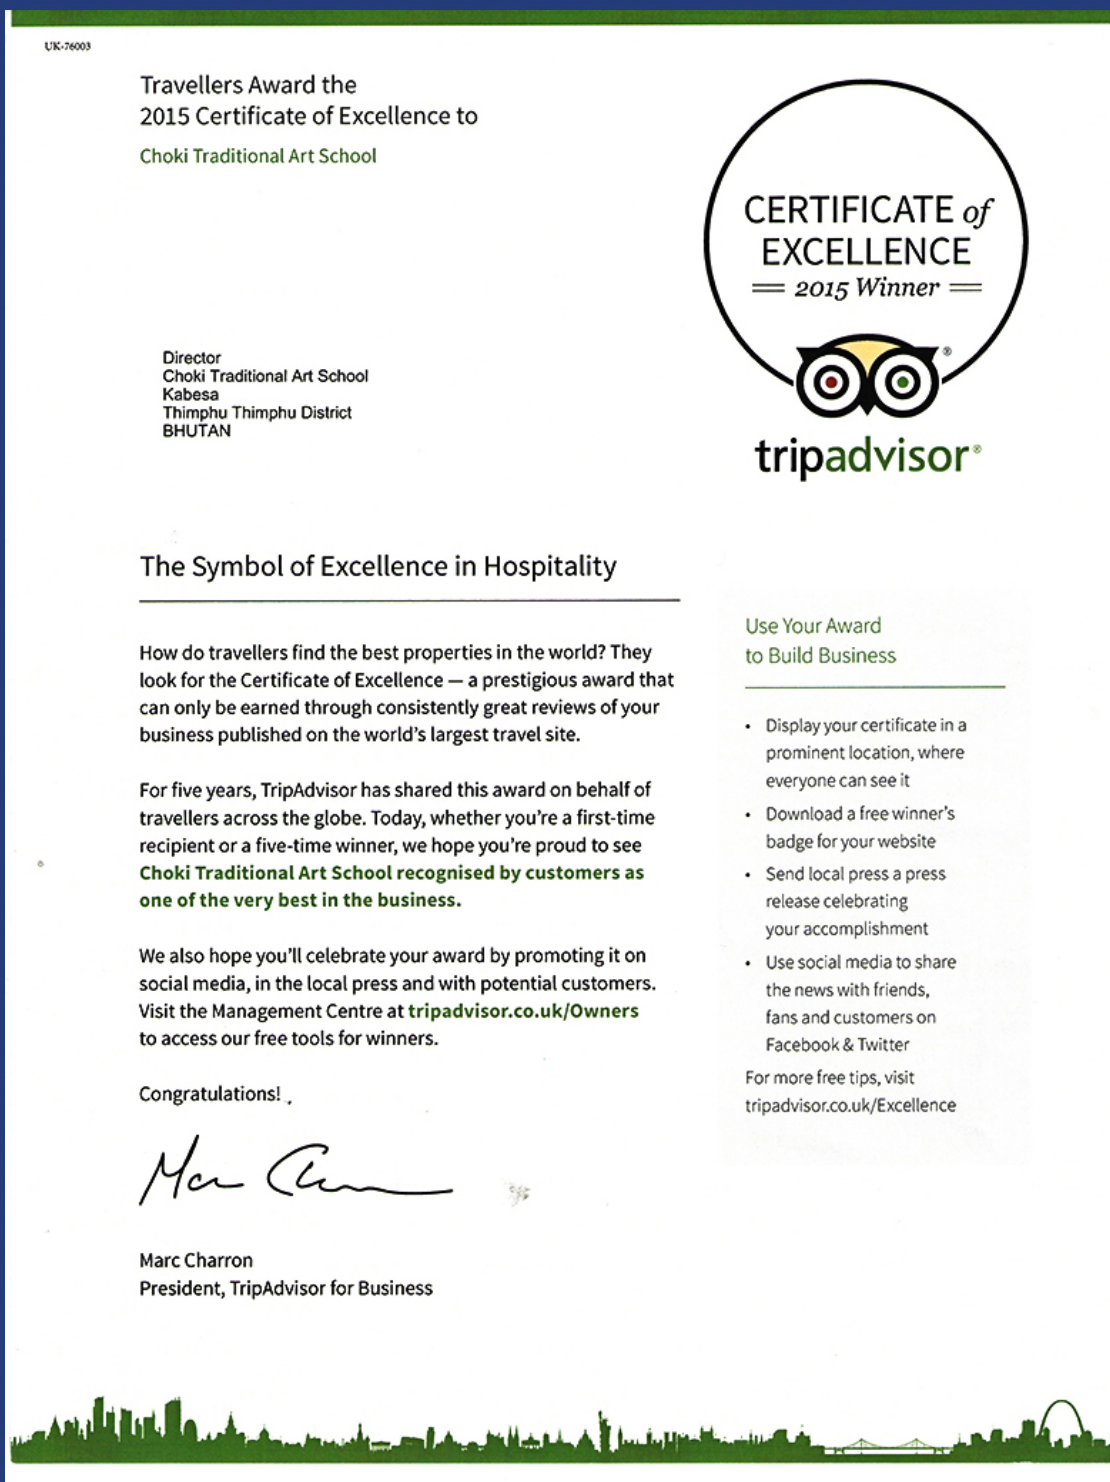 UK-76003
Travellers Award the
2015 Certificate of Excellence to
Choki Traditional Art School
CERTIFICATE of
EXCELLENCE
2015 Winner
tripadvisor®
Director
Choki Traditional Art School
Kabesa
Thimphu Thimphu District
BHUTAN
The Symbol of Excellence in Hospitality
How do travellers find the best properties in the world? They
look for the Certificate of Excellence — a prestigious award that
can only be earned through consistently great reviews of your
business published on the world's largest travel site.
For five years, TripAdvisor has shared this award on behalf of
travellers across the globe. Today, whether you're a first-time
recipient or a five-time winner, we hope you're proud to see
Choki Traditional Art School recognised by customers as
one of the very best in the business.
We also hope you'll celebrate your award by promoting it on
social media, in the local press and with potential customers.
Visit the Management Centre at tripadvisor.co.uk/Owners
to access our free tools for winners.
Congratulations!
Marc Charron
President, TripAdvisor for Business
Use Your Award
to Build Business
• Display your certificate in a
prominent location, where
everyone can see it
• Download a free winner's
badge for your website
• Send local press a press
release celebrating
your accomplishment
• Use social media to share
the news with friends,
fans and customers on
Facebook & Twitter
For more free tips, visit
tripadvisor.co.uk/Excellence